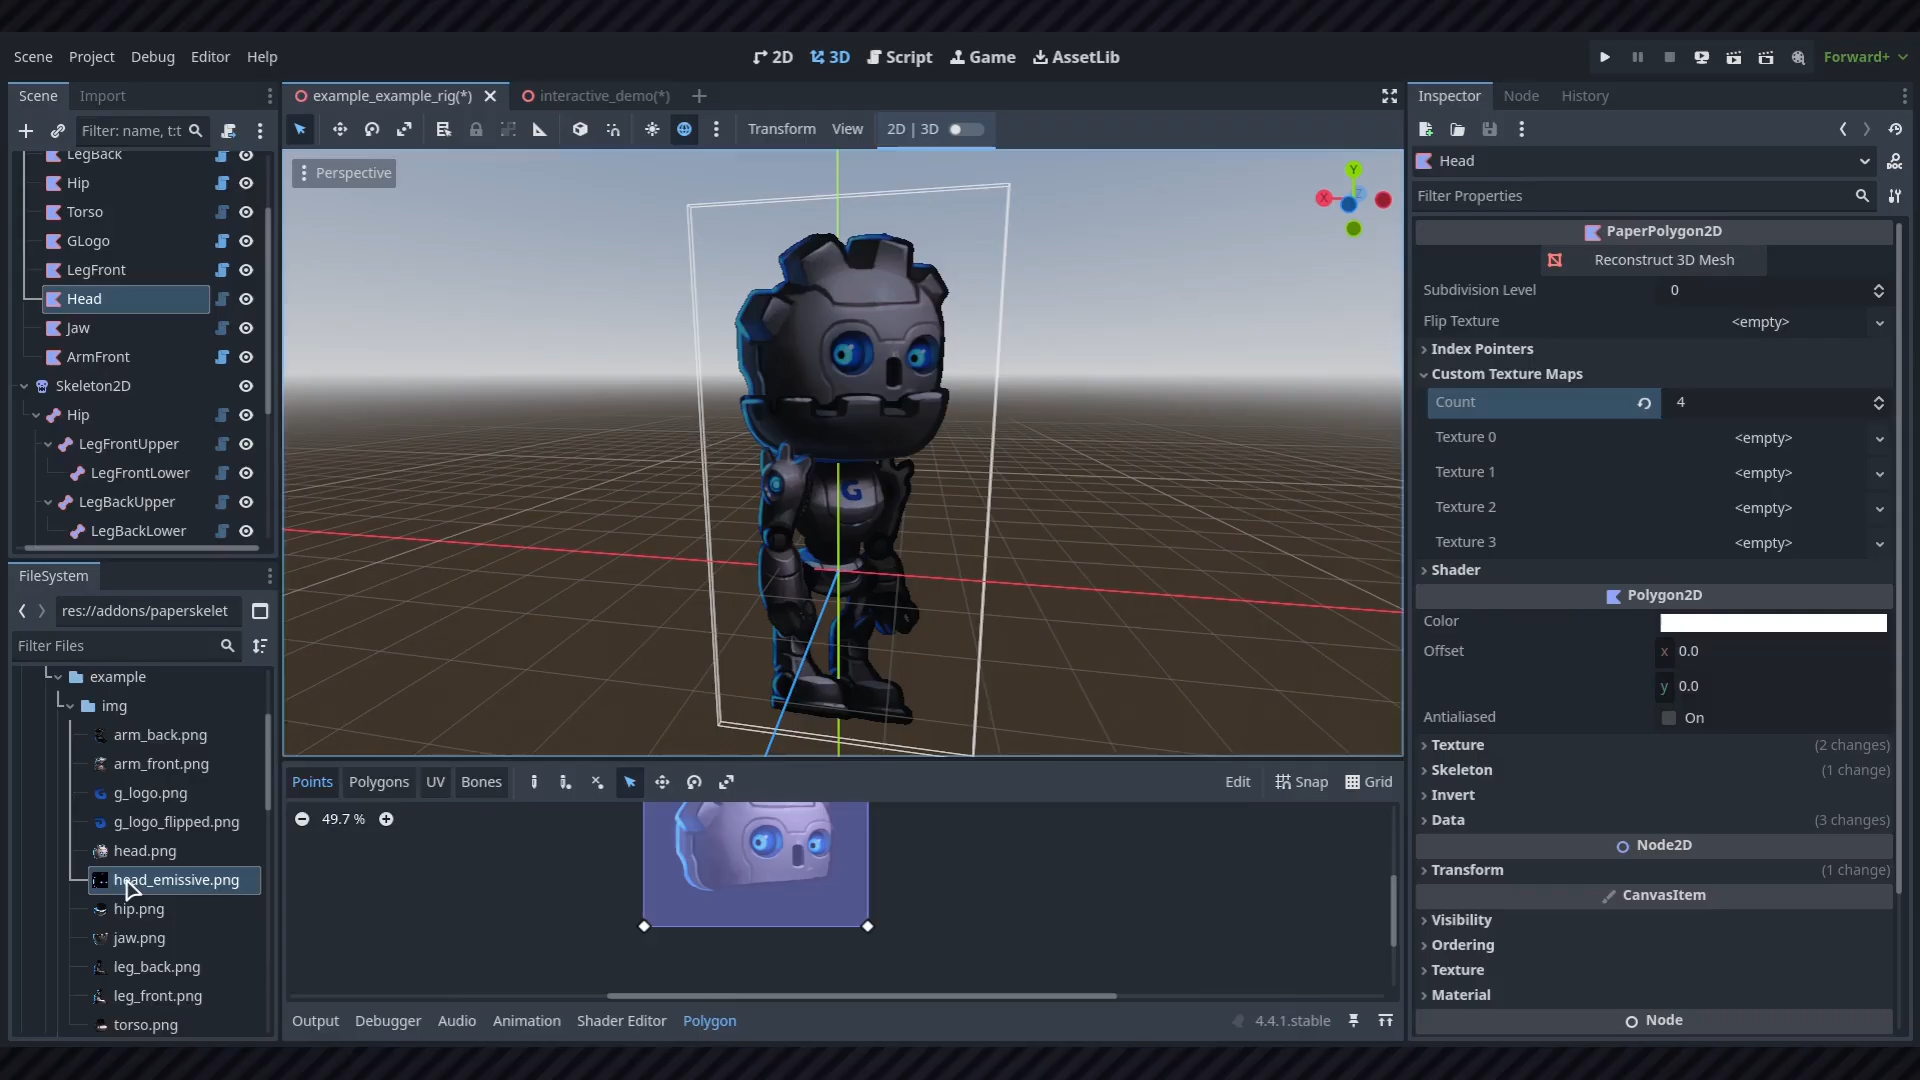 Scene Project Debug Editor Help
2D 3D Script Game AssetLib
Forward+
Scene Import
Filter: name, t:t
LegBack
Hip
Torso
GLogo
LegFront
Head
Jaw
ArmFront
Skeleton2D
Hip
LegFrontUpper
LegFrontLower
LegBackUpper
LegBackLower
FileSystem
res://addons/paperskelet
Filter Files
example
img
arm_back.png
arm_front.png
g_logo.png
g_logo_flipped.png
head.png
head_emissive.png
hip.png
jaw.png
leg_back.png
leg_front.png
torso.png
example_example_rig(*) interactive_demo(*)
Transform View 2D | 3D
Perspective
Y
X
Z
G
Points Polygons UV Bones Edit Snap Grid
49.7 %
Output Debugger Audio Animation Shader Editor Polygon 4.4.1.stable
Inspector Node History
Head
Filter Properties
PaperPolygon2D
Reconstruct 3D Mesh
Subdivision Level 0
Flip Texture <empty>
Index Pointers
Custom Texture Maps
Count 4
Texture 0 <empty>
Texture 1 <empty>
Texture 2 <empty>
Texture 3 <empty>
Shader
Polygon2D
Color
Offset x 0.0
y 0.0
Antialiased On
Texture (2 changes)
Skeleton (1 change)
Invert
Data (3 changes)
Node2D
Transform (1 change)
CanvasItem
Visibility
Ordering
Texture
Material
Node